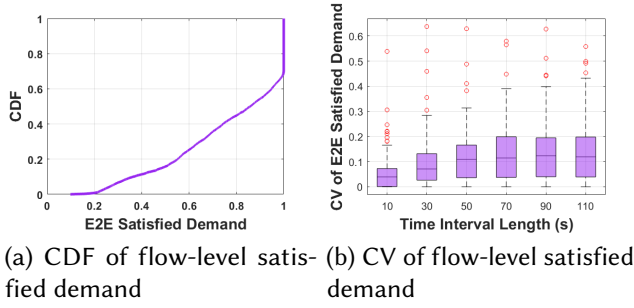 1
0.8
0.6
0.4
0.2
0
CDF
0 0.2 0.4 0.6 0.8 1
E2E Satisfied Demand
(a) CDF of flow-level satis-
fied demand
0.6
0.5
0.4
0.3
0.2
0.1
0
CV of E2E Satisfied Demand
10 30 50 70 90 110
Time Interval Length (s)
(b) CV of flow-level satisfied
demand